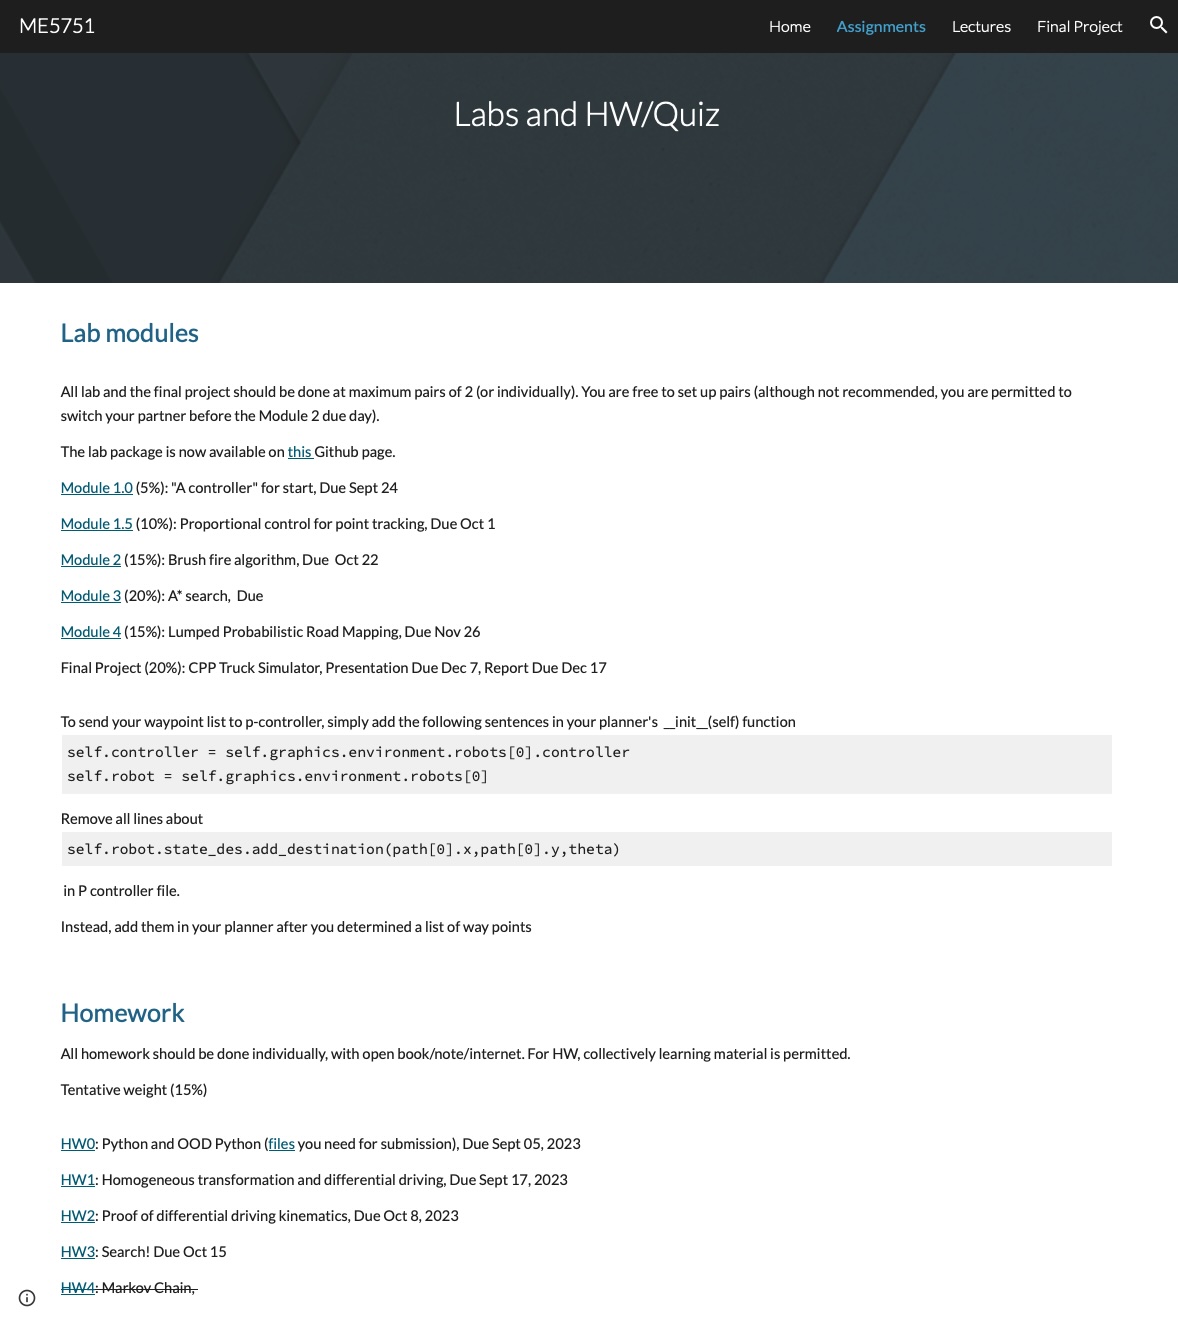 ME5751
Home Assignments Lectures Final Project
Labs and HW/Quiz
Lab modules
All lab and the final project should be done at maximum pairs of 2 (or individually). You are free to set up pairs (although not recommended, you are permitted to
switch your partner before the Module 2 due day).
The lab package is now available on this Github page.
Module 1.0 (5%): "A controller" for start, Due Sept 24
Module 1.5 (10%): Proportional control for point tracking, Due Oct 1
Module 2 (15%): Brush fire algorithm, Due  Oct 22
Module 3 (20%): A* search,  Due
Module 4 (15%): Lumped Probabilistic Road Mapping, Due Nov 26
Final Project (20%): CPP Truck Simulator, Presentation Due Dec 7, Report Due Dec 17
To send your waypoint list to p-controller, simply add the following sentences in your planner's  __init__(self) function
self.controller = self.graphics.environment.robots[0].controller
self.robot = self.graphics.environment.robots[0]
Remove all lines about
self.robot.state_des.add_destination(path[0].x,path[0].y,theta)
in P controller file.
Instead, add them in your planner after you determined a list of way points
Homework
All homework should be done individually, with open book/note/internet. For HW, collectively learning material is permitted.
Tentative weight (15%)
HW0: Python and OOD Python (files you need for submission), Due Sept 05, 2023
HW1: Homogeneous transformation and differential driving, Due Sept 17, 2023
HW2: Proof of differential driving kinematics, Due Oct 8, 2023
HW3: Search! Due Oct 15
HW4: Markov Chain,